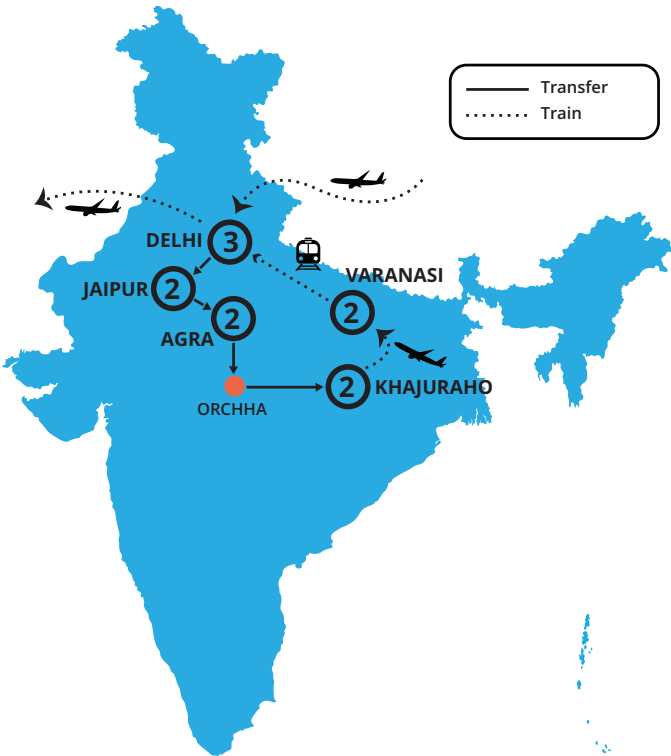 Transfer
Train
DELHI 3
JAIPUR 2
2
AGRA
VARANASI
2
2 KHAJURAHO
ORCHHA